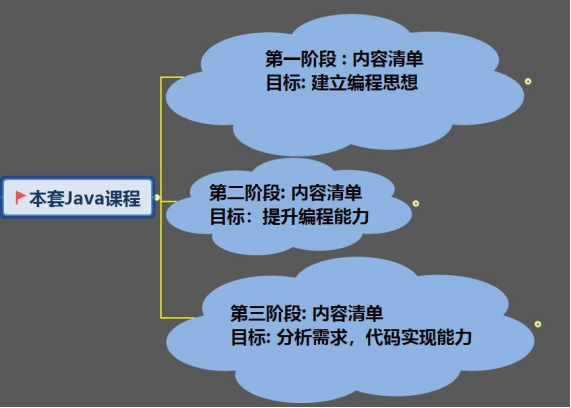 第一阶段 : 内容清单
目标: 建立编程思想
本套Java课程
第二阶段: 内容清单
目标：提升编程能力
第三阶段: 内容清单
目标: 分析需求，代码实现能力